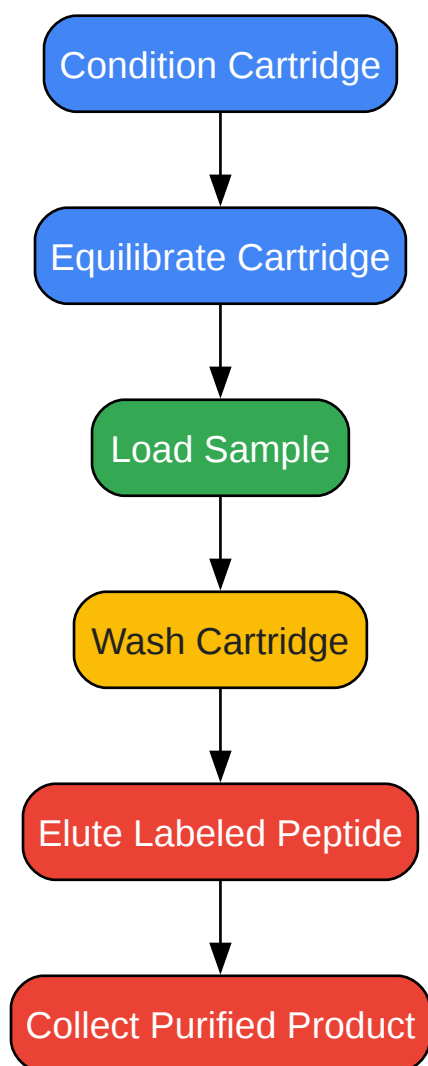 Condition Cartridge
Equilibrate Cartridge
Load Sample
Wash Cartridge
Elute Labeled Peptide
Collect Purified Product